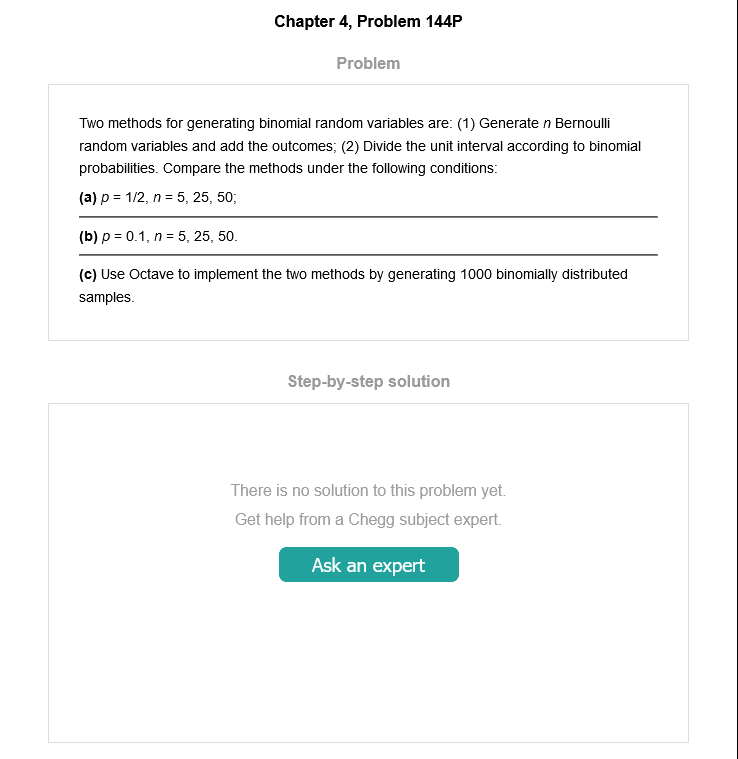 Chapter 4, Problem 144P
Problem
Two methods for generating binomial random variables are: (1) Generate n Bernoulli
random variables and add the outcomes; (2) Divide the unit interval according to binomial
probabilities. Compare the methods under the following conditions:
(a) p = 1/2, n = 5, 25, 50;
(b) p = 0.1, n = 5, 25, 50.
(c) Use Octave to implement the two methods by generating 1000 binomially distributed
samples.
Step-by-step solution
There is no solution to this problem yet.
Get help from a Chegg subject expert.
Ask an expert